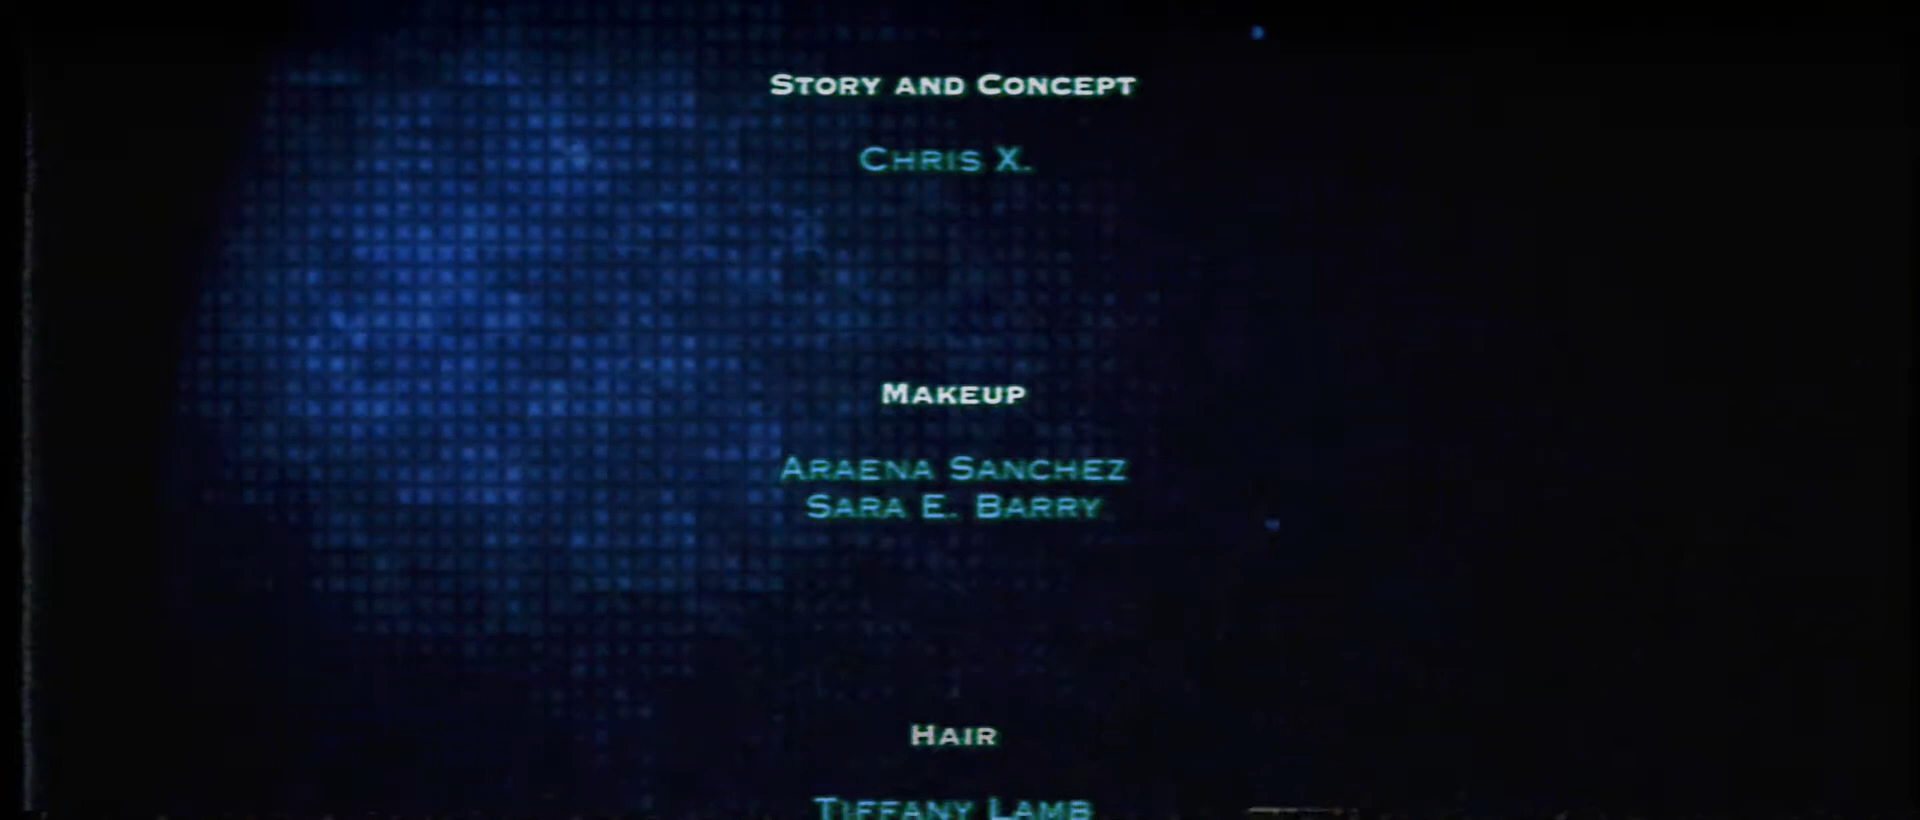 Story and Concept
Chris X.
Makeup
Araena Sanchez
Sara E. Barry
Hair
Tiffany Lamb